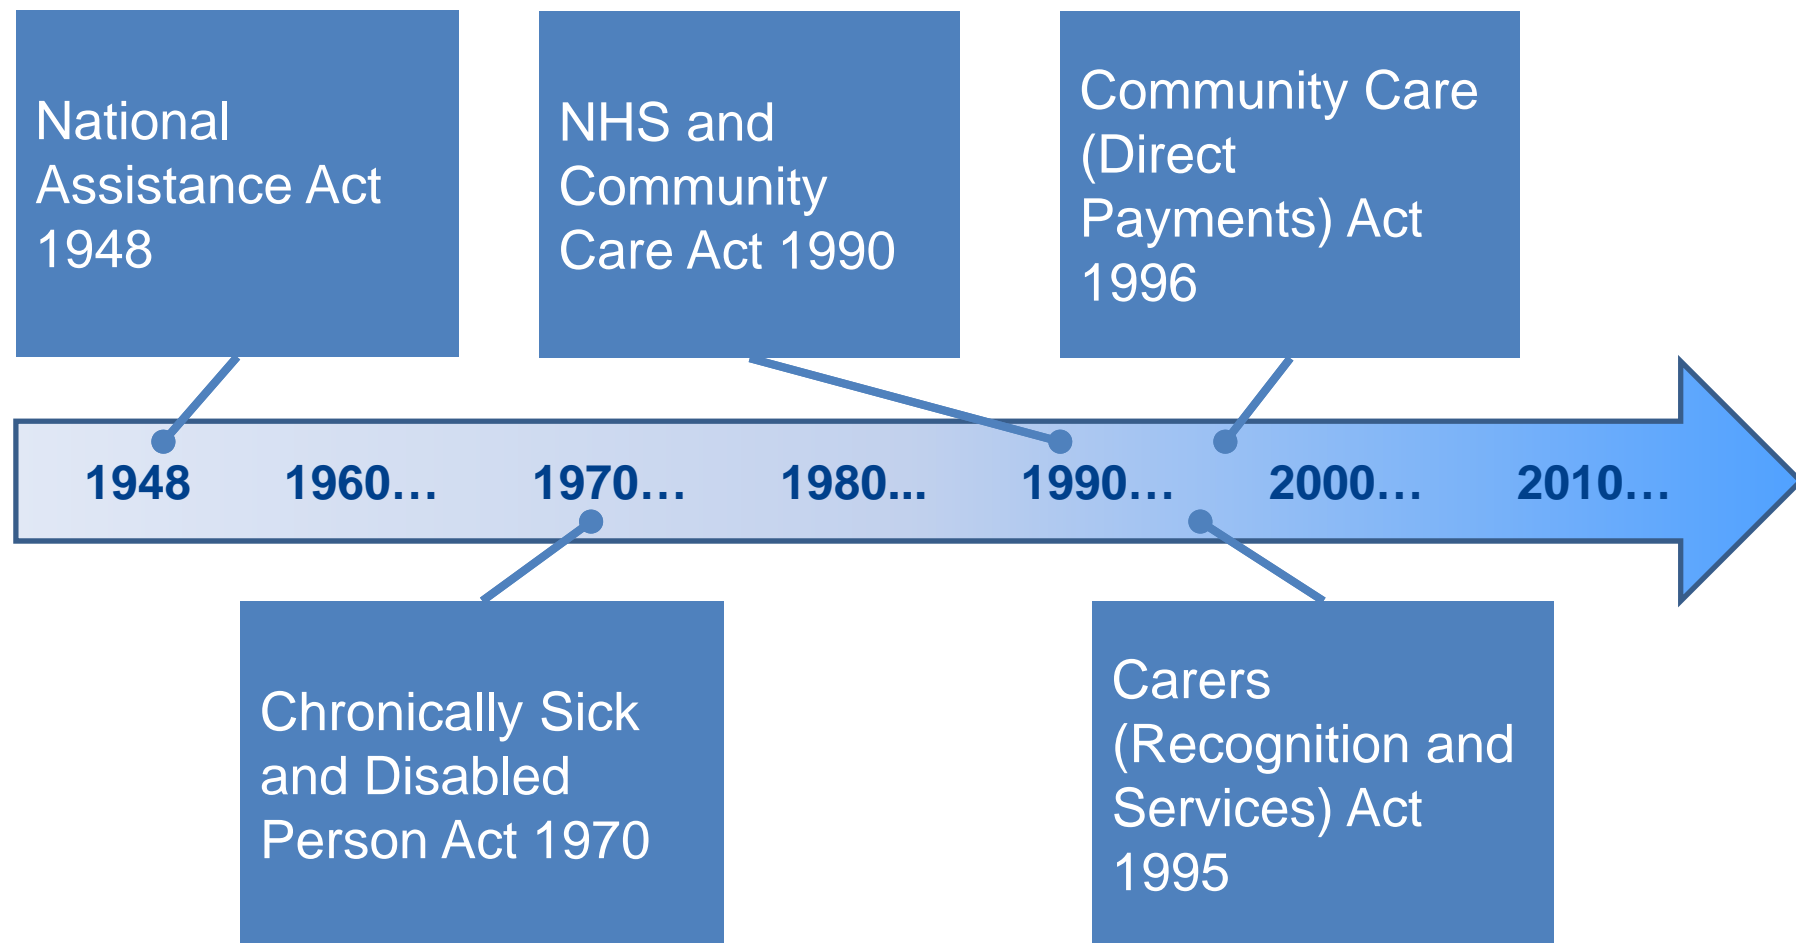 National
Assistance Act
1948
NHS and
Community
Care Act 1990
Community Care
(Direct
Payments) Act
1996
1948 1960… 1970… 1980... 1990… 2000… 2010…
Chronically Sick
and Disabled
Person Act 1970
Carers
(Recognition and
Services) Act
1995